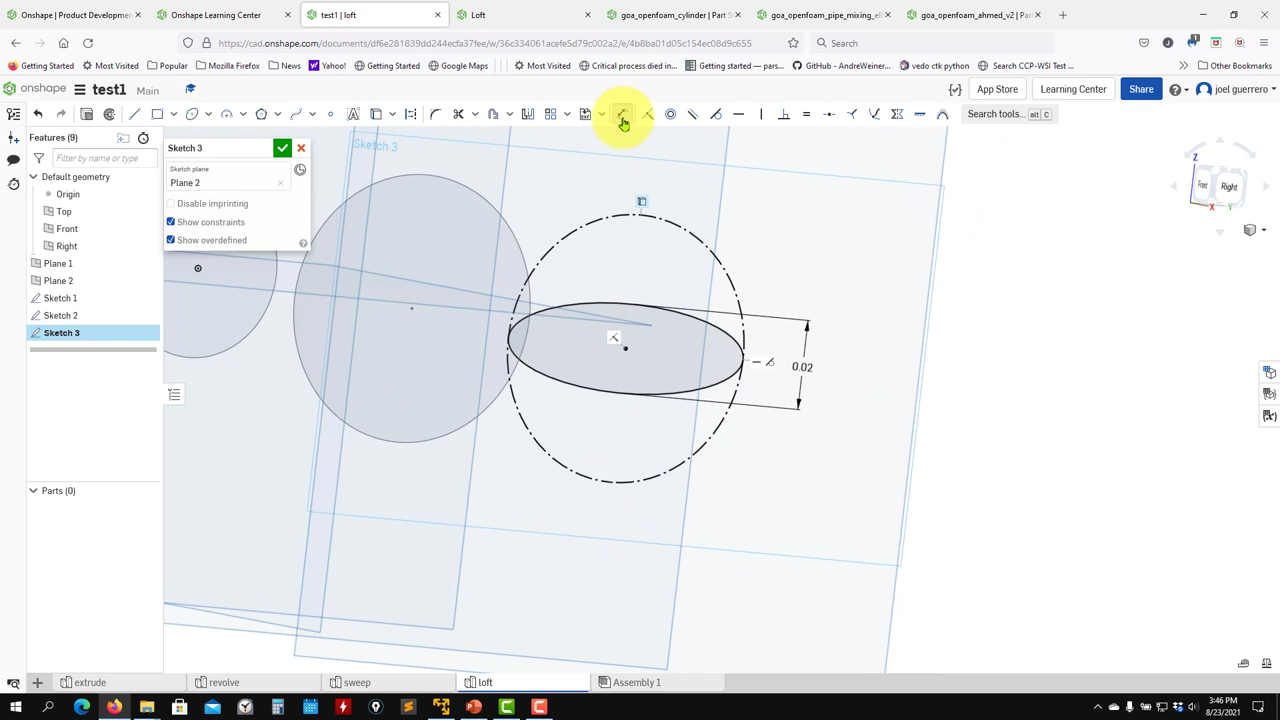 Onshape | Product Developmen
Onshape Learning Center
test1 | loft
Loft
goa_openfoam_cylinder | Part S
goa_openfoam_pipe_mixing_ell
goa_openfoam_ahmed_v2 | Part
https://cad.onshape.com/documents/
Search
Getting Started
Most Visited
Popular
Mozilla Firefox
News
Yahoo!
Getting Started
Google Maps
Most Visited
Critical process died in...
Getting started — pars...
GitHub - AndreWeiner...
vedo ctk python
Search CCP-WSI Test ...
Other Bookmarks
onshape
test1
Main
App Store
Learning Center
Share
joel guerrero
Search tools...
alt C
Features (9)
Filter by name or type
Default geometry
Origin
Top
Front
Right
Plane 1
Plane 2
Sketch 1
Sketch 2
Sketch 3
Parts (0)
Sketch 3
Sketch plane
Plane 2
Disable imprinting
Show constraints
Show overdefined
Sketch 3
0.02
Z
Front
Right
X
Y
extrude
revolve
sweep
loft
Assembly 1
3:46 PM
8/23/2021